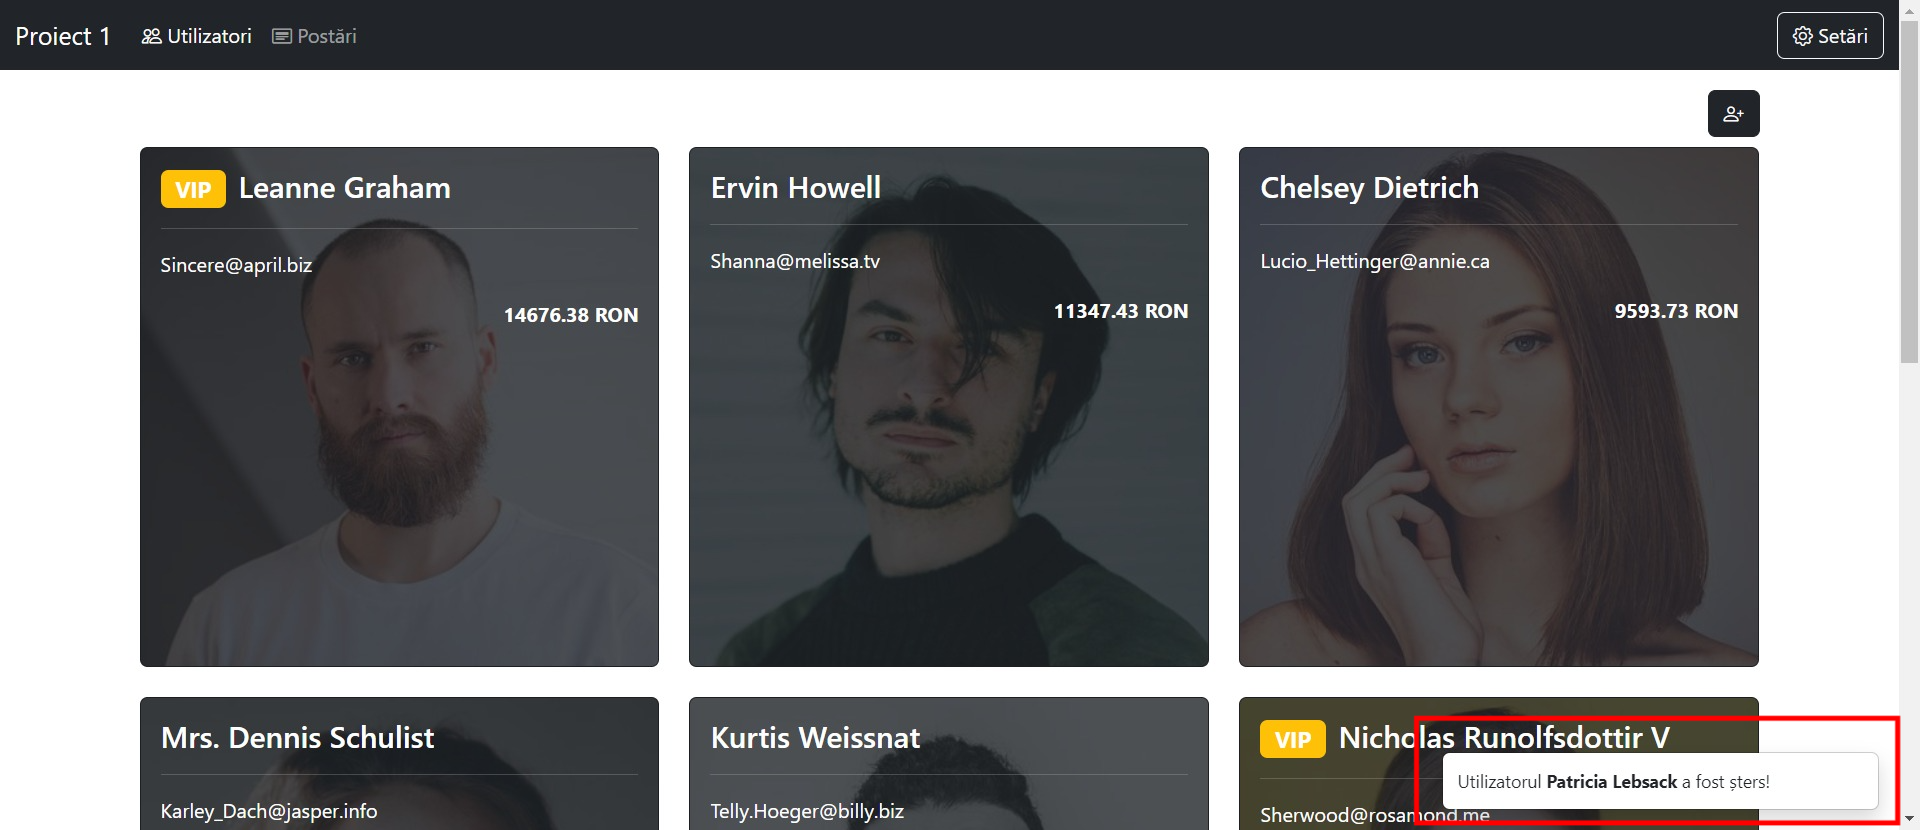 Proiect 1
Utilizatori
Postări
Setări
VIP Leanne Graham
Sincere@april.biz
14676.38 RON
Ervin Howell
Shanna@melissa.tv
11347.43 RON
Chelsey Dietrich
Lucio_Hettinger@annie.ca
9593.73 RON
Mrs. Dennis Schulist
Karley_Dach@jasper.info
Kurtis Weissnat
Telly.Hoeger@billy.biz
VIP Nicholas Runolfsdottir V
Sherwood@rosamond.me
Utilizatorul Patricia Lebsack a fost șters!